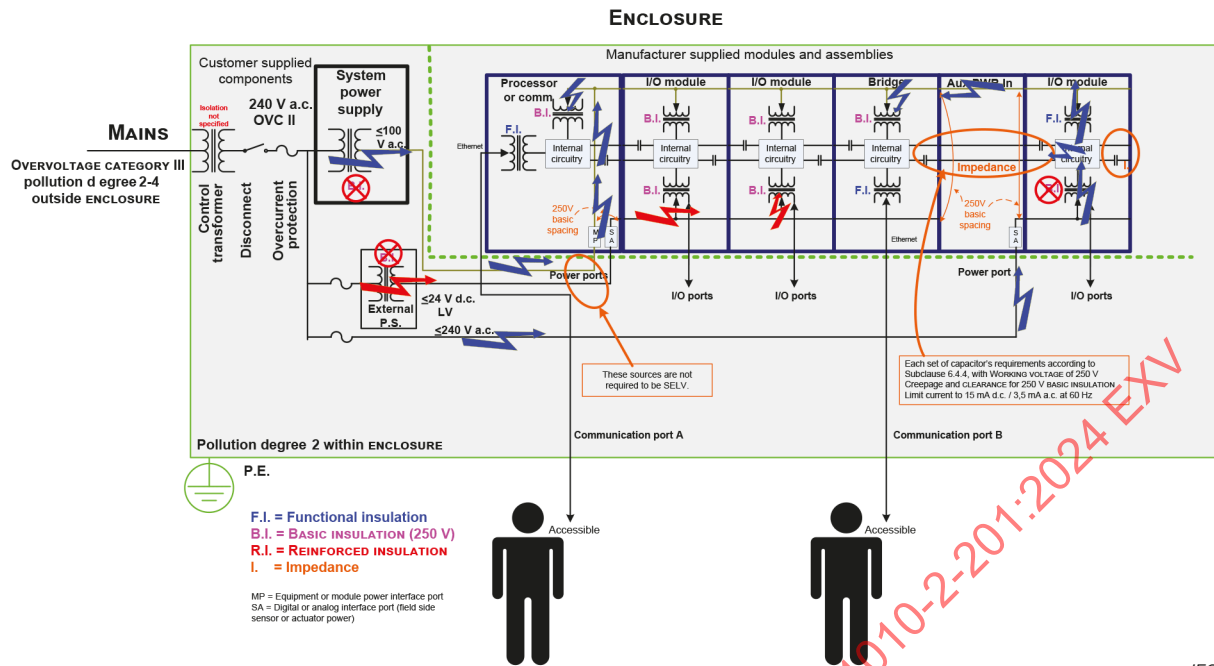 ENCLOSURE
Manufacturer supplied modules and assemblies
Customer supplied
components
Isolation
not
specified
240 V a.c.
OVC II
System
power
supply
≤100
V a.c.
MAINS
OVERVOLTAGE CATEGORY III
pollution d egree 2-4
outside ENCLOSURE
Control
transformer
Disconnect
Overcurrent
protection
Processor
or comm
I/O module
I/O module
Bridge
Aux PWR In
I/O module
B.I.
B.I.
B.I.
B.I.
F.I.
F.I.
Ethernet
Internal
circuitry
Internal
circuitry
Internal
circuitry
Internal
circuitry
Internal
circuitry
Impedance
I.
B.I.
B.I.
F.I.
250V
basic
spacing
250V
basic
spacing
Ethernet
M
P
S
A
S
A
Power ports
Power port
I/O ports
I/O ports
I/O ports
B.I.
External
P.S.
≤24 V d.c.
LV
≤240 V a.c.
These sources are not
required to be SELV.
Each set of capacitor's requirements according to
Subclause 6.4.4, with WORKING VOLTAGE of 250 V
Creepage and CLEARANCE for 250 V BASIC INSULATION
Limit current to 15 mA d.c. / 3,5 mA a.c. at 60 Hz
Communication port A
Communication port B
Pollution degree 2 within ENCLOSURE
P.E.
F.I. = Functional insulation
B.I. = BASIC INSULATION (250 V)
R.I. = REINFORCED INSULATION
I. = Impedance
MP = Equipment or module power interface port
SA = Digital or analog interface port (field side
sensor or actuator power)
Accessible
Accessible
1010-2-201:2024 EXV